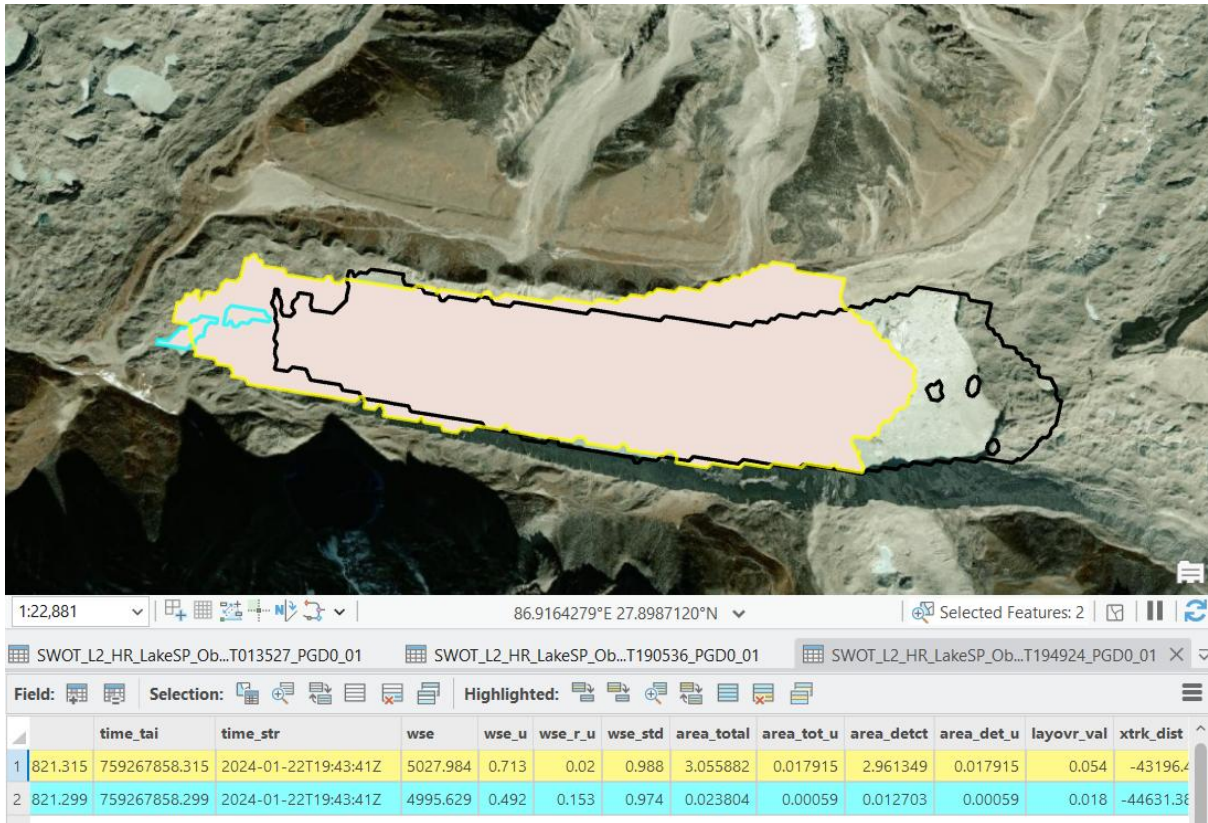 1:22,881 86.9164279°E 27.8987120°N Selected Features: 2
SWOT_L2_HR_LakeSP_Ob...T013527_PGD0_01 SWOT_L2_HR_LakeSP_Ob...T190536_PGD0_01 SWOT_L2_HR_LakeSP_Ob...T194924_PGD0_01
Field: Selection: Highlighted:
time_tai time_str wse wse_u wse_r_u wse_std area_total area_tot_u area_detct area_det_u layovr_val xtrk_dist
1 821.315 759267858.315 2024-01-22T19:43:41Z 5027.984 0.713 0.02 0.988 3.055882 0.017915 2.961349 0.017915 0.054 -43196.4
2 821.299 759267858.299 2024-01-22T19:43:41Z 4995.629 0.492 0.153 0.974 0.023804 0.00059 0.012703 0.00059 0.018 -44631.38